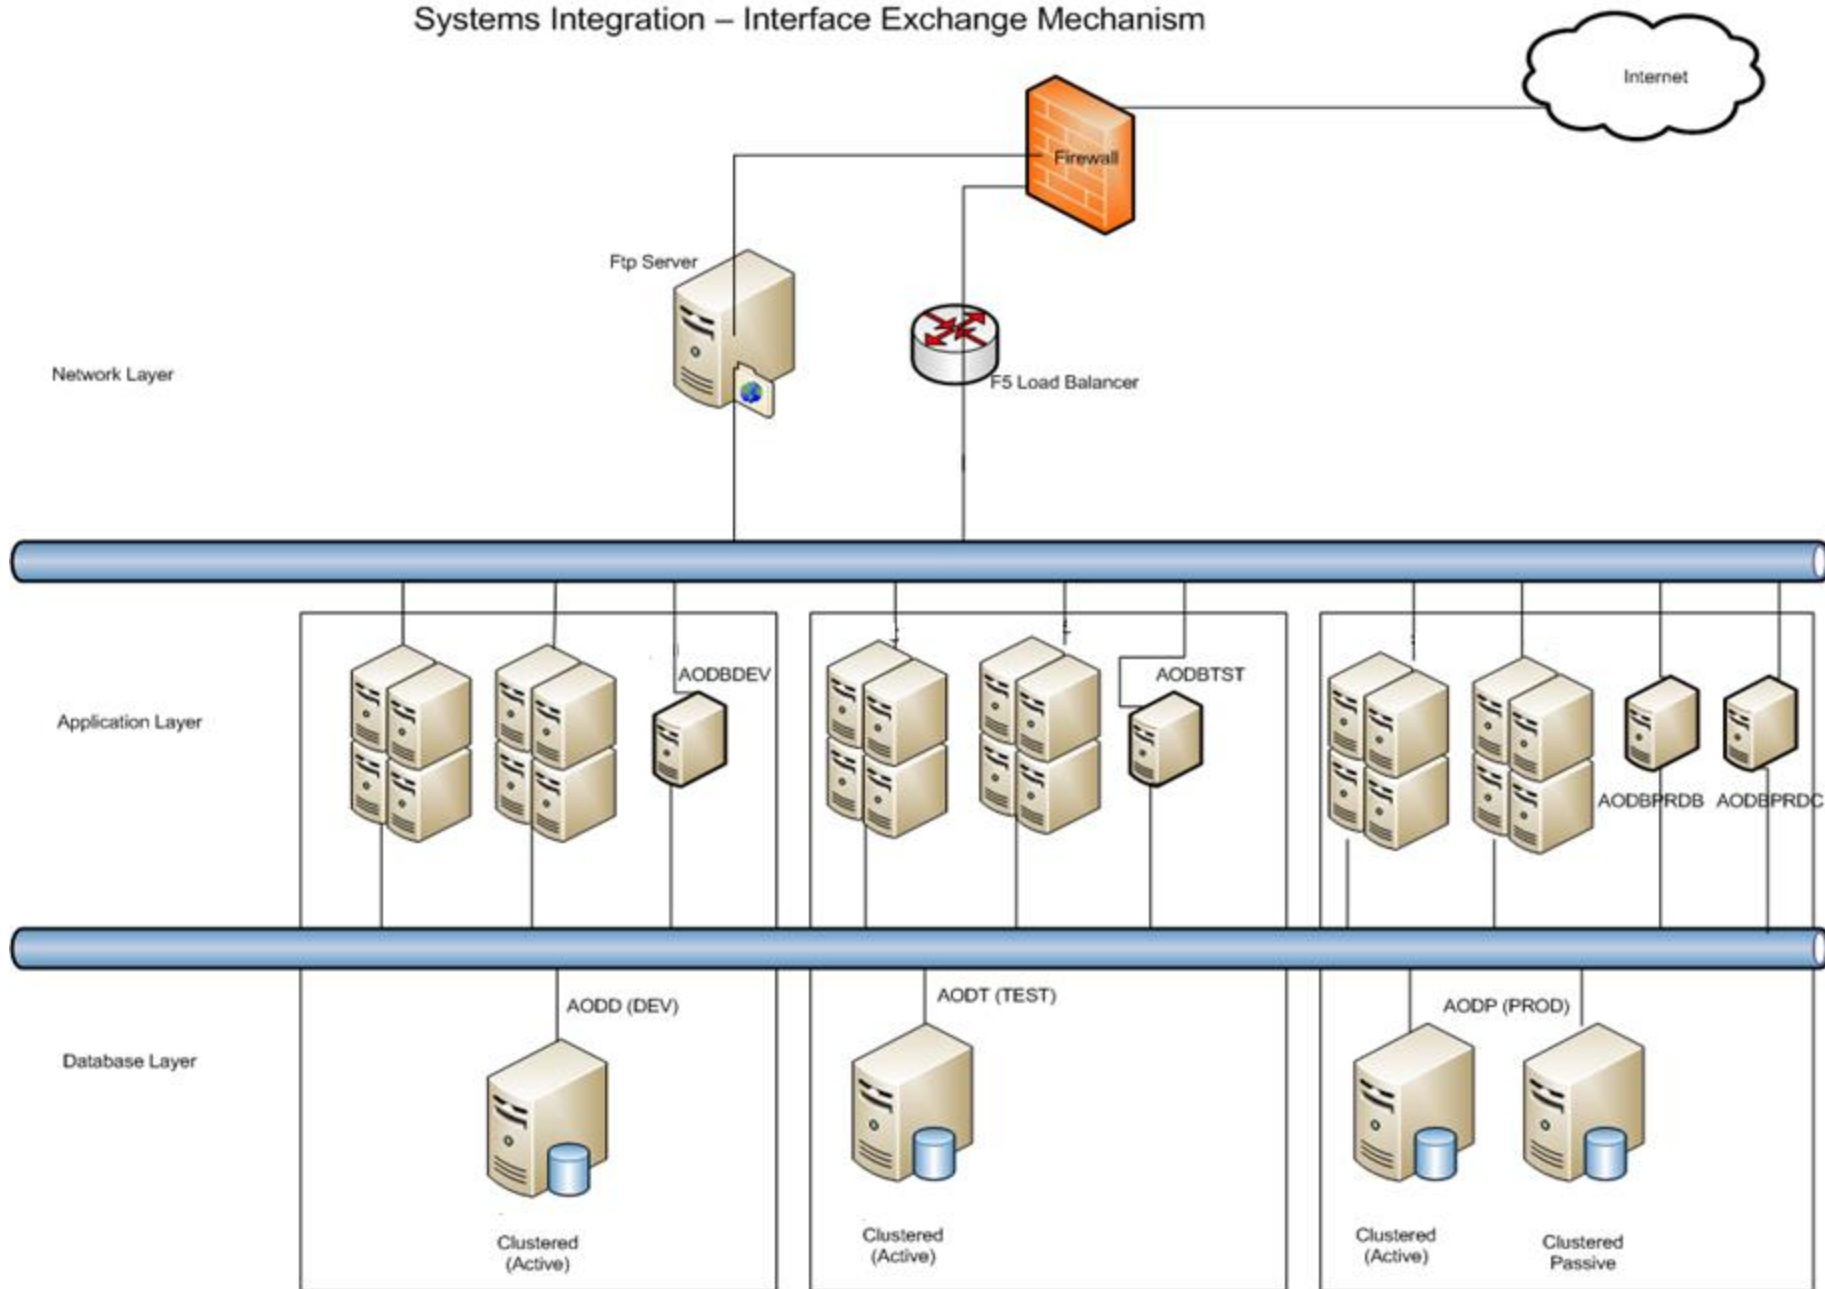 Systems Integration – Interface Exchange Mechanism
Internet
Firewall
Ftp Server
Network Layer
F5 Load Balancer
AODBDEV
AODBTST
Application Layer
AODBPRDB
AODBPRDC
AODD (DEV)
AODT (TEST)
AODP (PROD)
Database Layer
Clustered
(Active)
Clustered
(Active)
Clustered
(Active)
Clustered
Passive